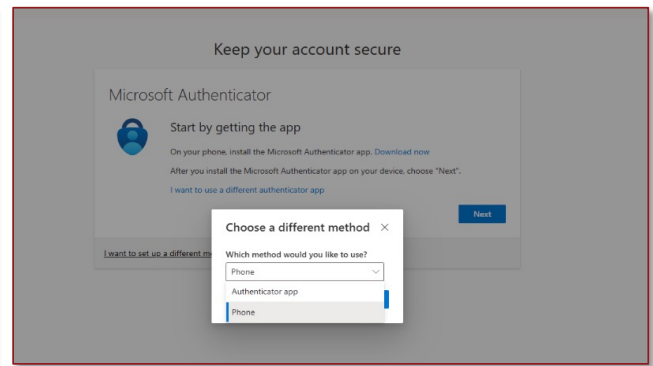 Keep your account secure
Microsoft Authenticator
Start by getting the app
On your phone, install the Microsoft Authenticator app. Download now
After you install the Microsoft Authenticator app on your device, choose "Next".
I want to use a different authenticator app
Next
I want to set up a different
Choose a different method
Which method would you like to use?
Phone
Authenticator app
Phone